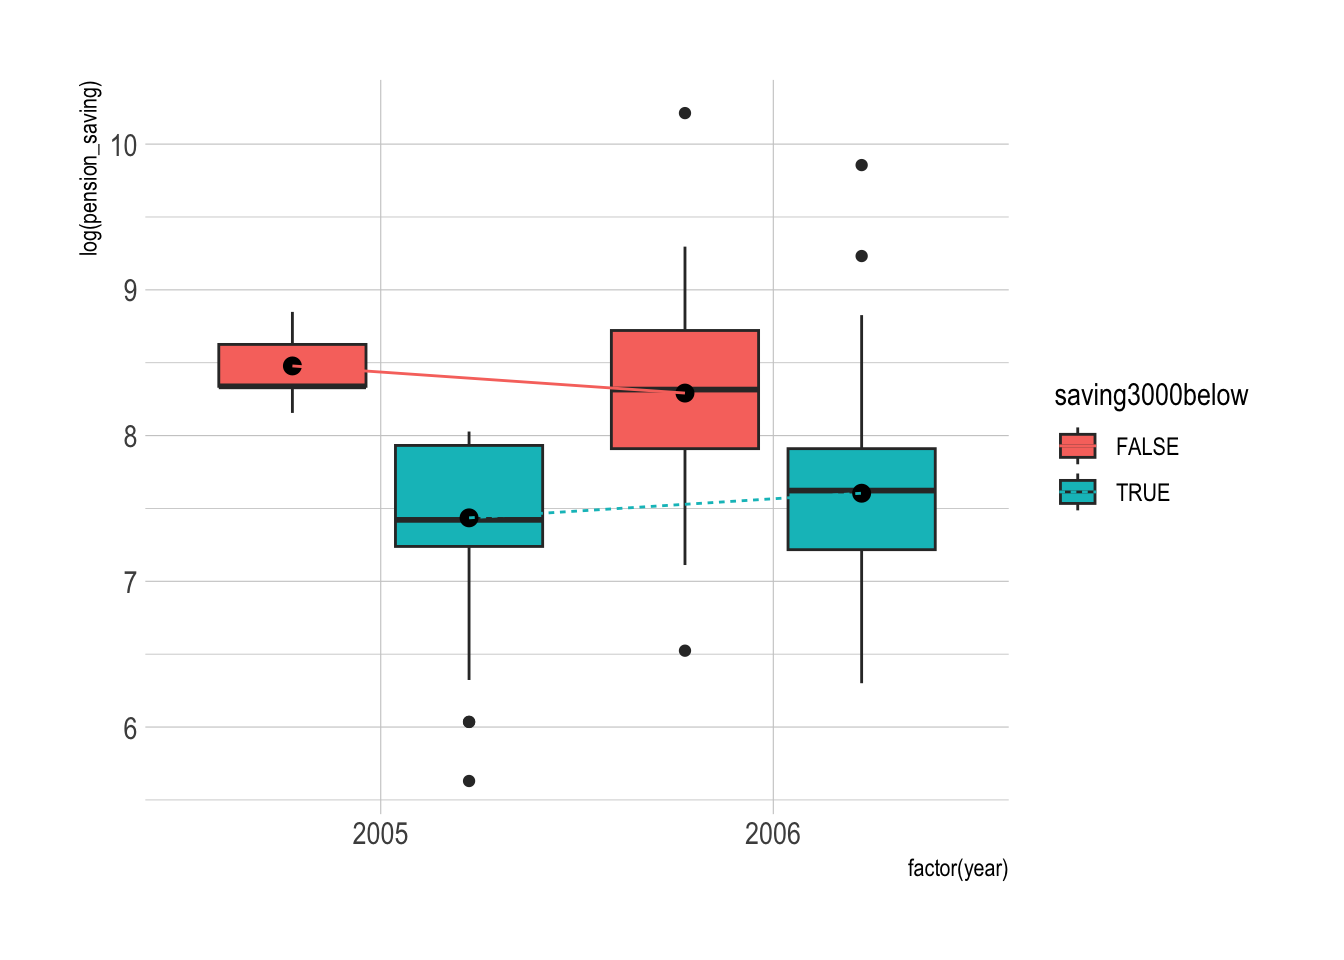 log(pension_saving)
10
9
8
7
6
2005
2006
factor(year)
saving3000below
FALSE
TRUE